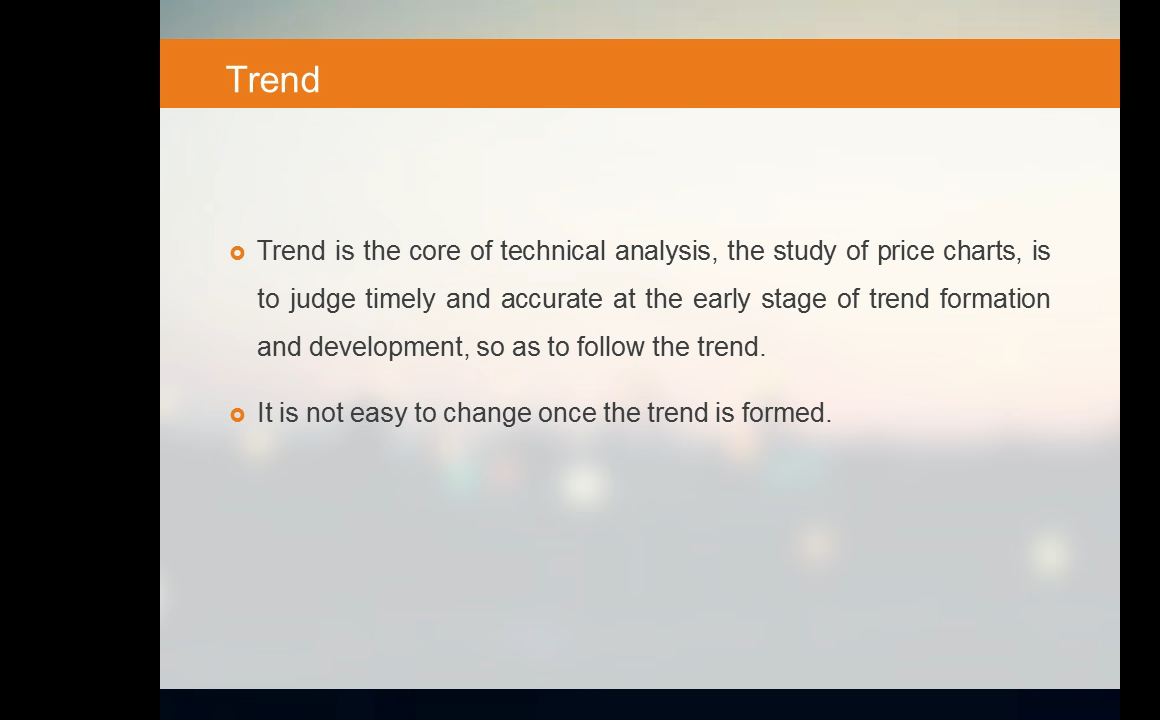 Trend
Trend is the core of technical analysis, the study of price charts, is
to judge timely and accurate at the early stage of trend formation
and development, so as to follow the trend.
It is not easy to change once the trend is formed.